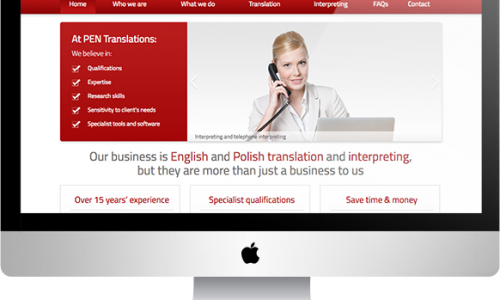 Home Who we are What we do Translation Interpreting FAQs Contact
At PEN Translations:
We believe in:
Qualifications
Expertise
Research skills
Sensitivity to client's needs
Specialist tools and software
Interpreting and telephone interpreting
Our business is English and Polish translation and interpreting,
but they are more than just a business to us
Over 15 years' experience Specialist qualifications Save time & money